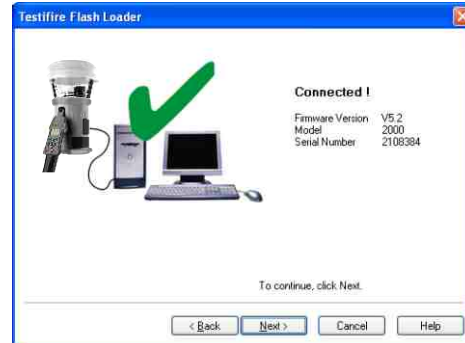 Testifire Flash Loader
Connected !
Firmware Version V5.2
Model 2000
Serial Number 2108384
To continue, click Next.
< Back Next > Cancel Help